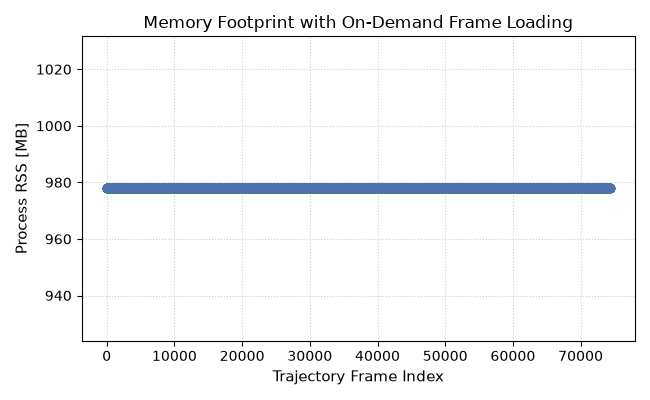 Memory Footprint with On-Demand Frame Loading
1020
1000
980
960
940
Process RSS [MB]
0 10000 20000 30000 40000 50000 60000 70000
Trajectory Frame Index